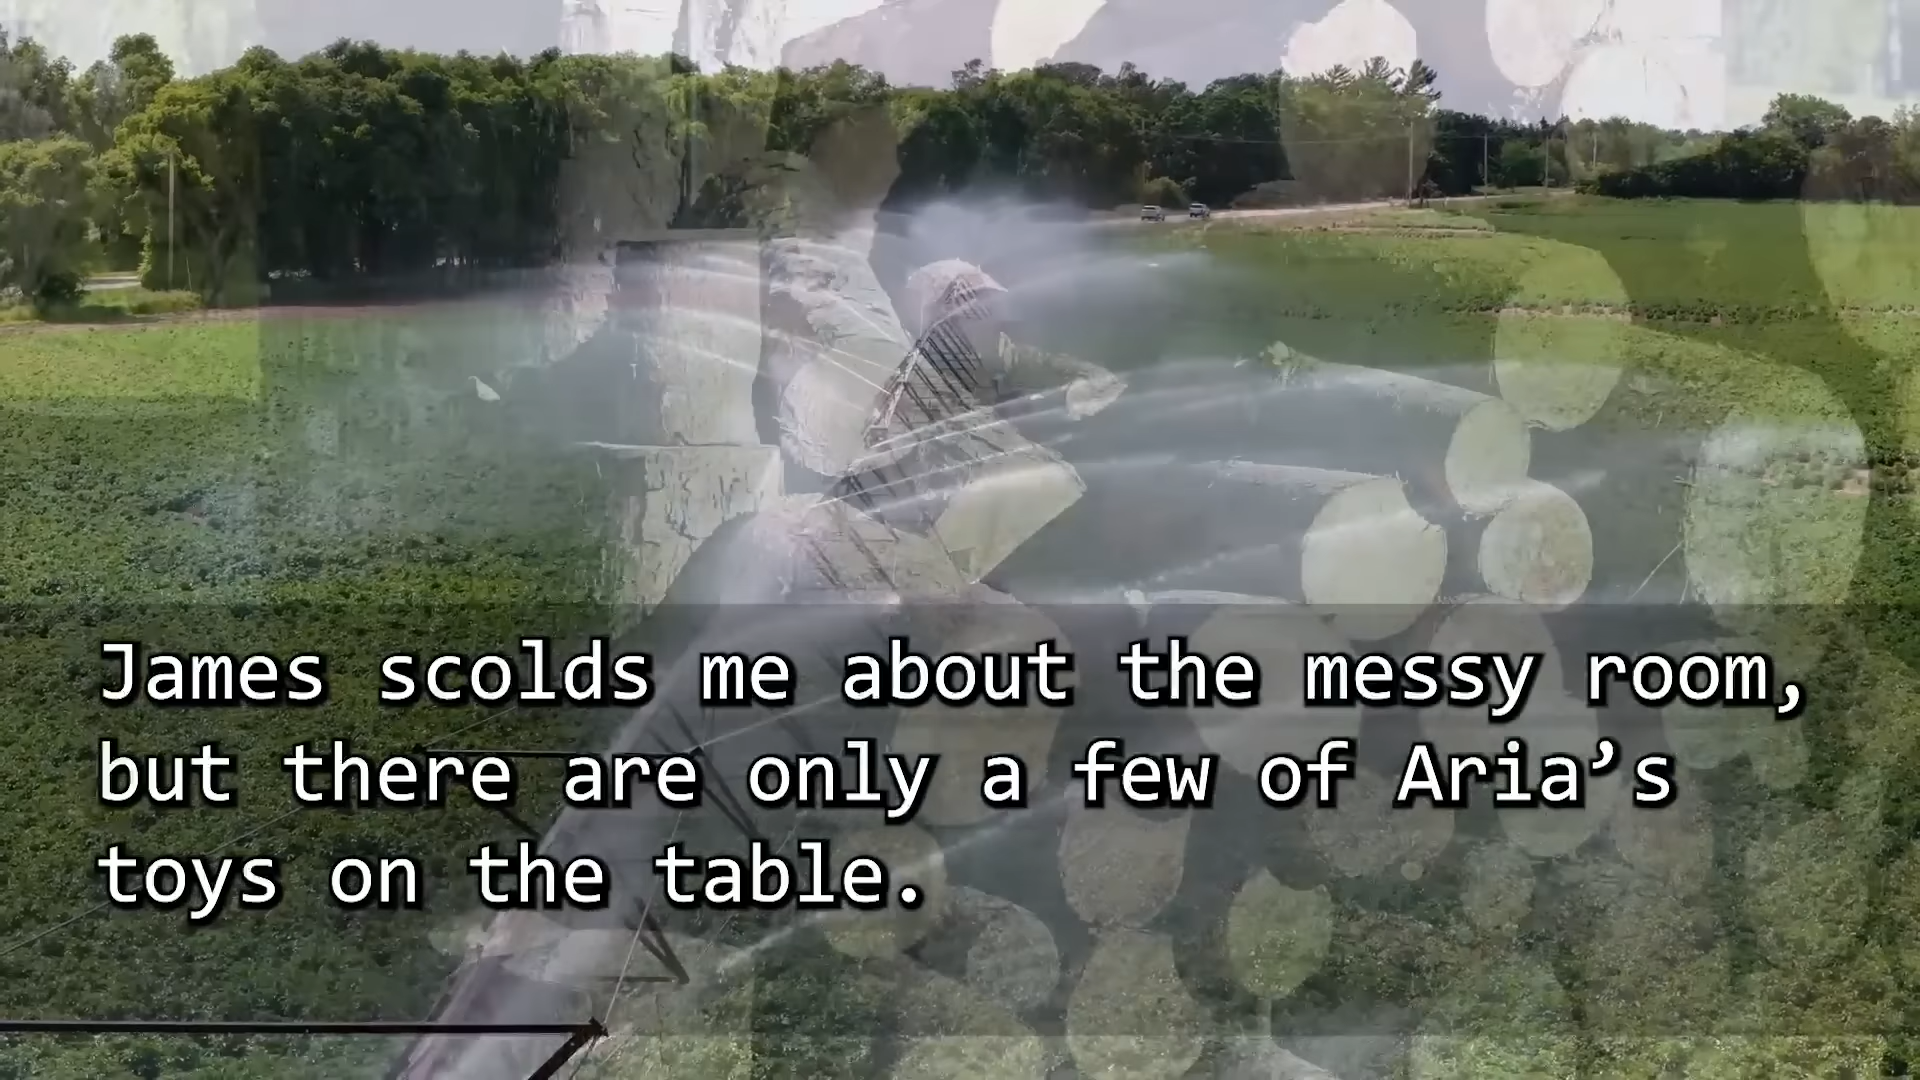 James scolds me about the messy room,
but there are only a few of Aria’s
toys on the table.